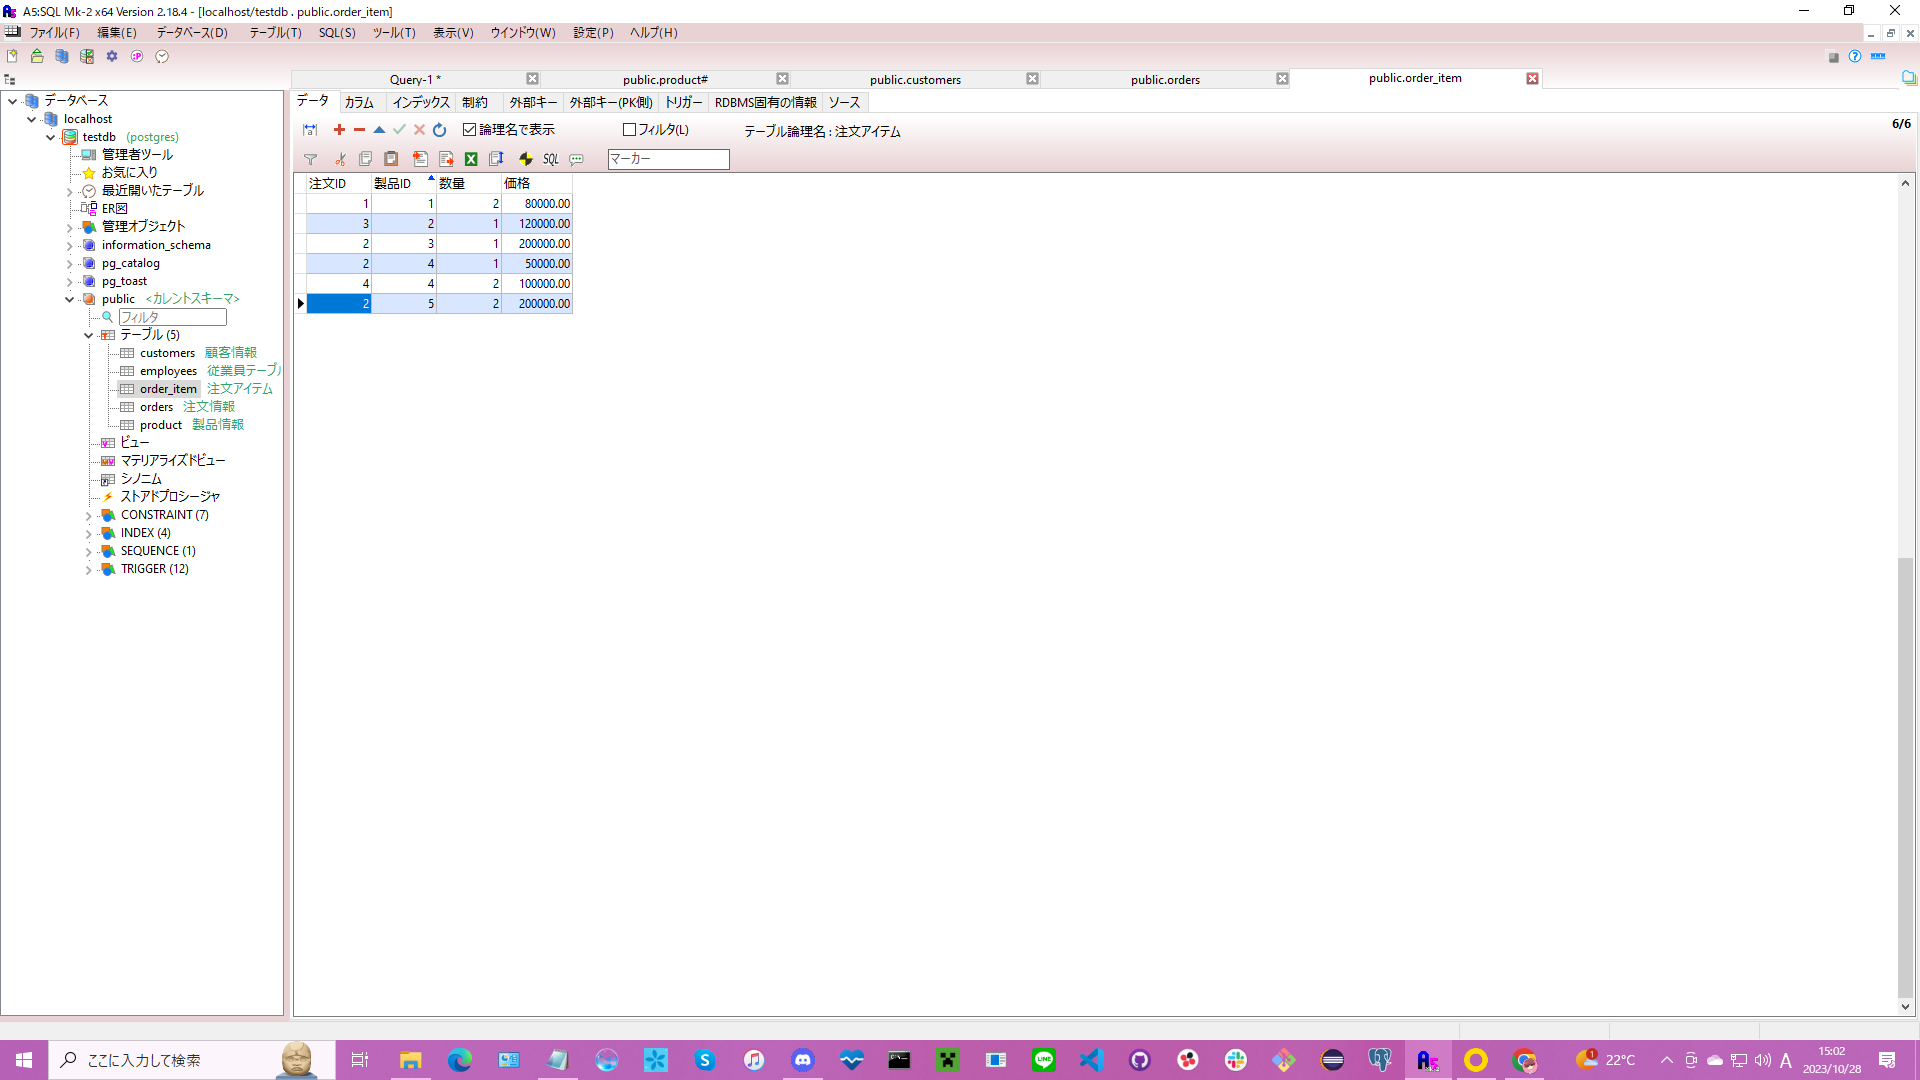 A5:SQL Mk-2 x64 Version 2.18.4 - [localhost/testdb . public.order_item]
ファイル(F) 編集(E) データベース(D) テーブル(T) SQL(S) ツール(T) 表示(V) ウインドウ(W) 設定(P) ヘルプ(H)
Query-1 * public.product# public.customers public.orders public.order_item
データ カラム インデックス 制約 外部キー 外部キー(PK側) トリガー RDBMS固有の情報 ソース
論理名で表示 フィルタ(L) テーブル論理名 : 注文アイテム 6/6
SQL マーカー
注文ID 製品ID 数量 価格
1 1 2 80000.00
3 2 1 120000.00
2 3 1 200000.00
2 4 1 50000.00
4 4 2 100000.00
2 5 2 200000.00
データベース
localhost
testdb (postgres)
管理者ツール
お気に入り
最近開いたテーブル
ER図
管理オブジェクト
information_schema
pg_catalog
pg_toast
public <カレントスキーマ>
フィルタ
テーブル (5)
customers 顧客情報
employees 従業員テーブル
order_item 注文アイテム
orders 注文情報
product 製品情報
ビュー
マテリアライズドビュー
シノニム
ストアドプロシージャ
CONSTRAINT (7)
INDEX (4)
SEQUENCE (1)
TRIGGER (12)
ここに入力して検索
LINE
1
22°C
A
15:02
2023/10/28